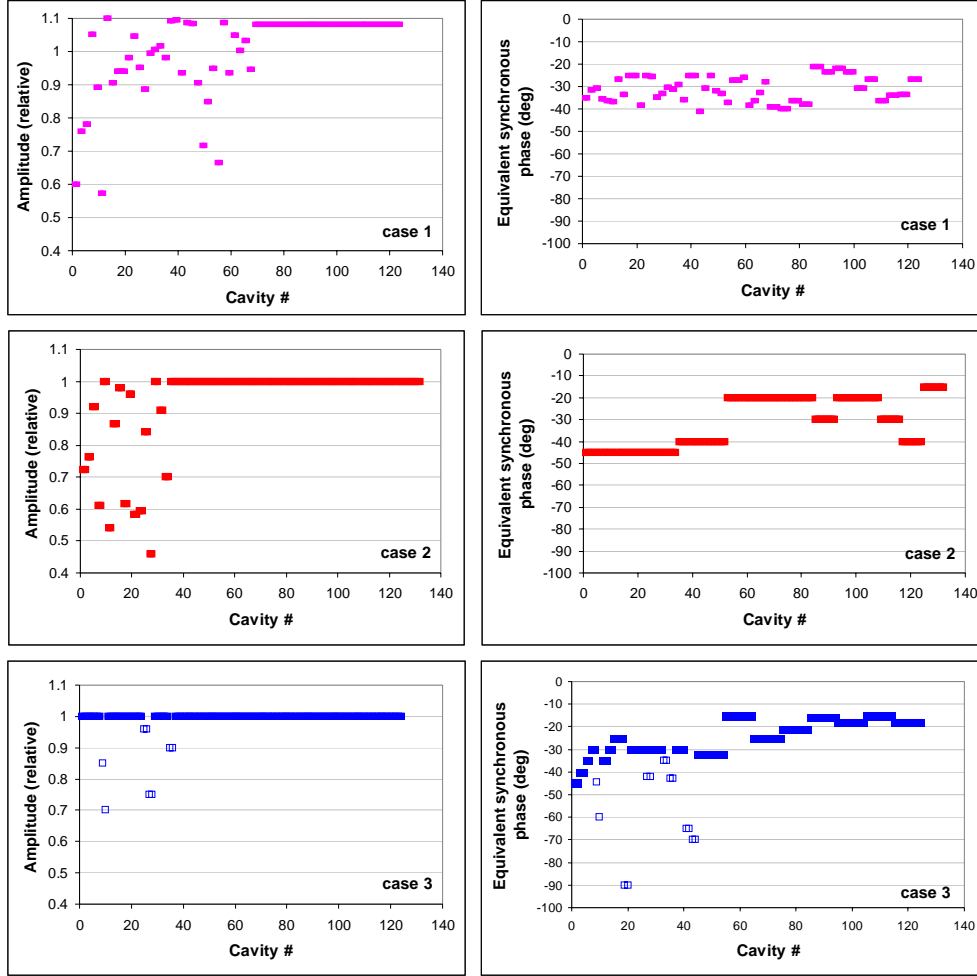 1.1
1
0.9
0.8
0.7
0.6
0.5
0.4
Amplitude (relative)
case 1
0 20 40 60 80 100 120 140
Cavity #
-0
-10
-20
-30
-40
-50
-60
-70
-80
-90
-100
Equivalent synchronous
phase (deg)
case 1
0 20 40 60 80 100 120 140
Cavity #
1.1
1
0.9
0.8
0.7
0.6
0.5
0.4
Amplitude (relative)
case 2
0 20 40 60 80 100 120 140
Cavity #
-0
-10
-20
-30
-40
-50
-60
-70
-80
-90
-100
Equivalent synchronous
phase (deg)
case 2
0 20 40 60 80 100 120 140
Cavity #
1.1
1
0.9
0.8
0.7
0.6
0.5
0.4
Amplitude (relative)
case 3
0 20 40 60 80 100 120 140
Cavity #
-0
-10
-20
-30
-40
-50
-60
-70
-80
-90
-100
Equivalent synchronous
phase (deg)
case 3
0 20 40 60 80 100 120 140
Cavity #